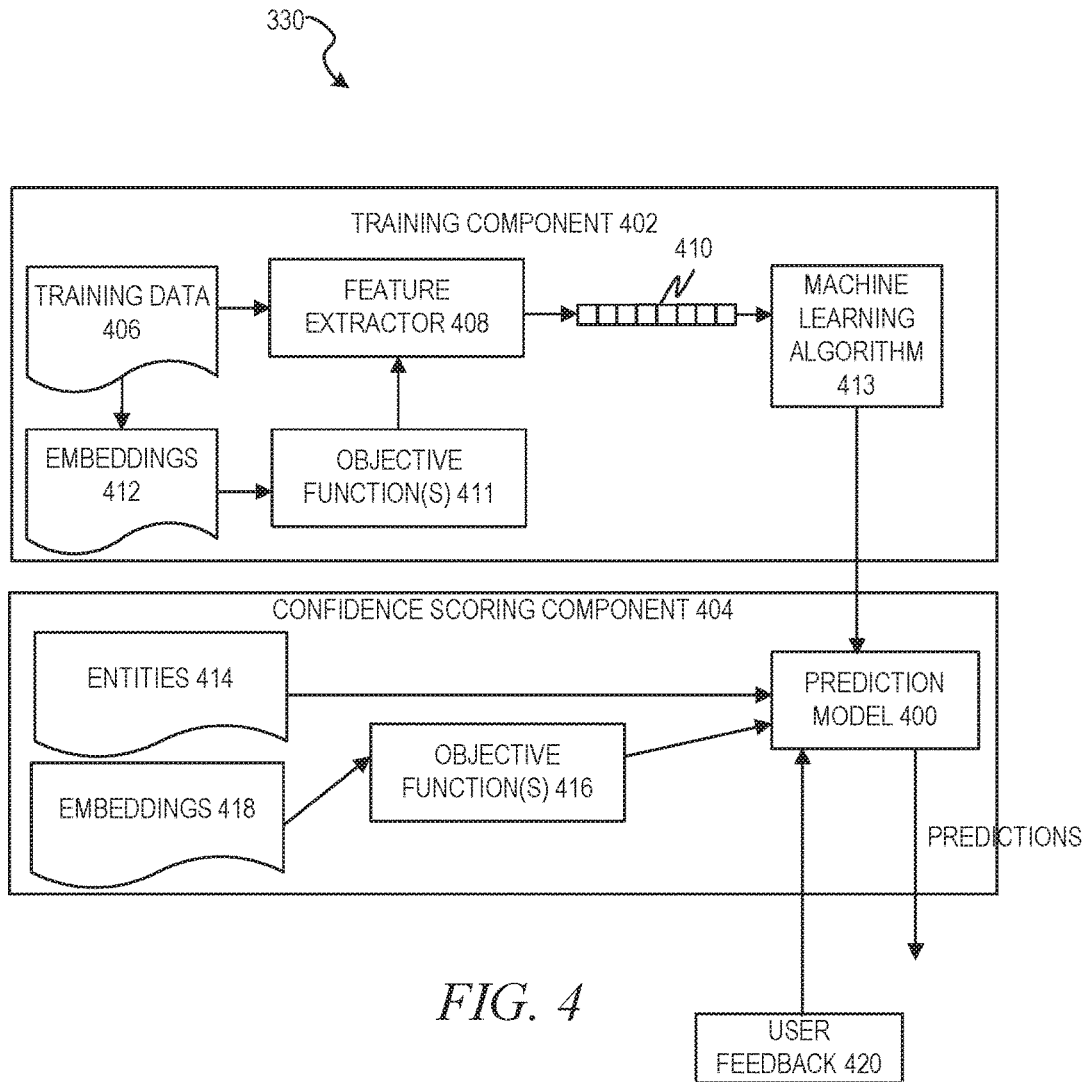 330
TRAINING COMPONENT 402
410
TRAINING DATA
406
FEATURE
EXTRACTOR 408
MACHINE
LEARNING
ALGORITHM
413
EMBEDDINGS
412
OBJECTIVE
FUNCTION(S) 411
CONFIDENCE SCORING COMPONENT 404
ENTITIES 414
PREDICTION
MODEL 400
OBJECTIVE
FUNCTION(S) 416
EMBEDDINGS 418
PREDICTIONS
FIG. 4
USER
FEEDBACK 420